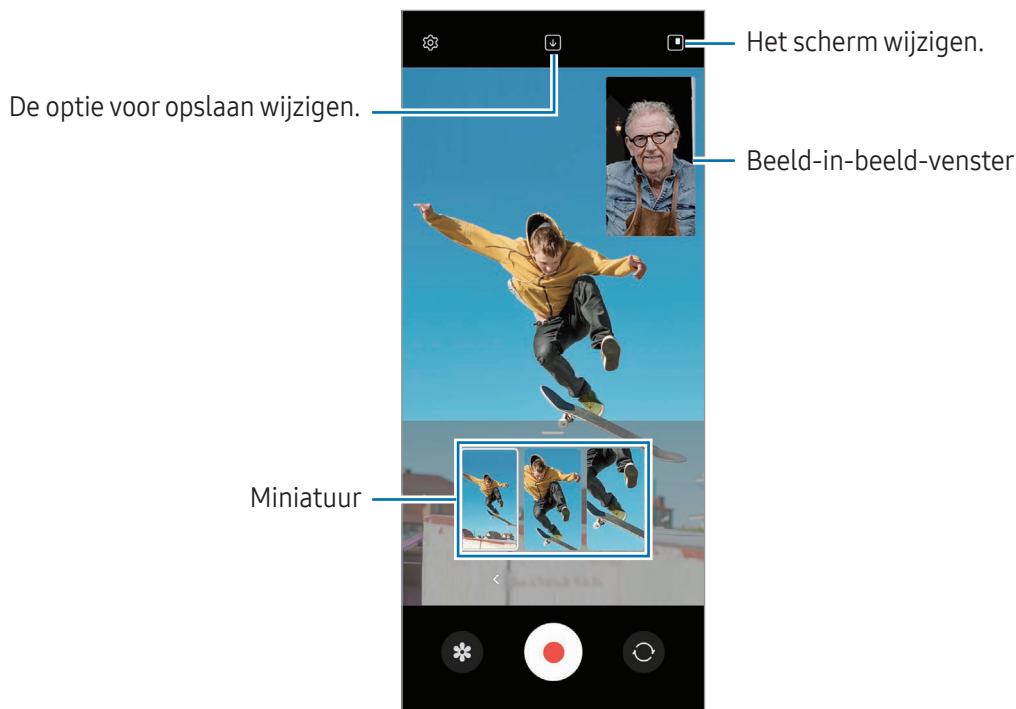 Het scherm wijzigen.
De optie voor opslaan wijzigen.
Beeld-in-beeld-venster
Miniatuur